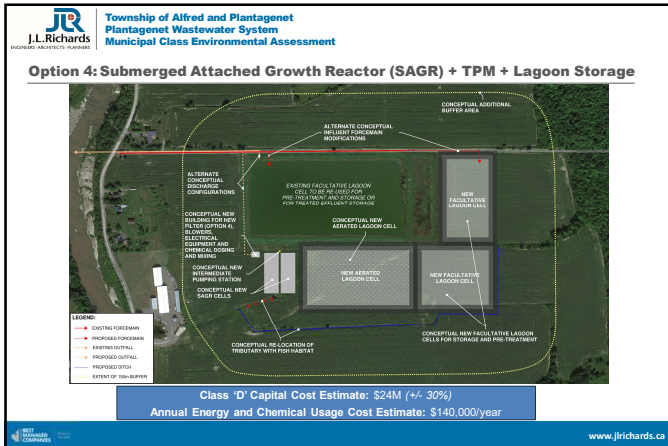 J.L.Richards
ENGINEERS · ARCHITECTS · PLANNERS
Township of Alfred and Plantagenet
Plantagenet Wastewater System
Municipal Class Environmental Assessment
Option 4: Submerged Attached Growth Reactor (SAGR) + TPM + Lagoon Storage
CONCEPTUAL ADDITIONAL
BUFFER AREA
ALTERNATE CONCEPTUAL
INFLUENT FORCEMAIN
MODIFICATIONS
ALTERNATE
CONCEPTUAL
DISCHARGE
CONFIGURATIONS
EXISTING FACULTATIVE LAGOON
CELL TO BE RE-USED FOR
PRE-TREATMENT AND STORAGE OR
FOR TREATED EFFLUENT STORAGE
NEW
FACULTATIVE
LAGOON CELL
CONCEPTUAL NEW
BUILDING FOR NEW
FILTER (OPTION 4),
BLOWERS,
ELECTRICAL
EQUIPMENT AND
CHEMICAL DOSING
AND MIXING
CONCEPTUAL NEW
AERATED LAGOON CELL
CONCEPTUAL NEW
INTERMEDIATE
PUMPING STATION
NEW AERATED
LAGOON CELL
NEW FACULTATIVE
LAGOON CELL
CONCEPTUAL NEW
SAGR CELLS
CONCEPTUAL RE-LOCATION OF
TRIBUTARY WITH FISH HABITAT
CONCEPTUAL NEW FACULTATIVE LAGOON
CELLS FOR STORAGE AND PRE-TREATMENT
LEGEND:
EXISTING FORCEMAIN
PROPOSED FORCEMAIN
EXISTING OUTFALL
PROPOSED OUTFALL
PROPOSED DITCH
EXTENT OF 150m BUFFER
Class 'D' Capital Cost Estimate: $24M (+/- 30%)
Annual Energy and Chemical Usage Cost Estimate: $140,000/year
BEST
MANAGED
COMPANIES
www.jlrichards.ca